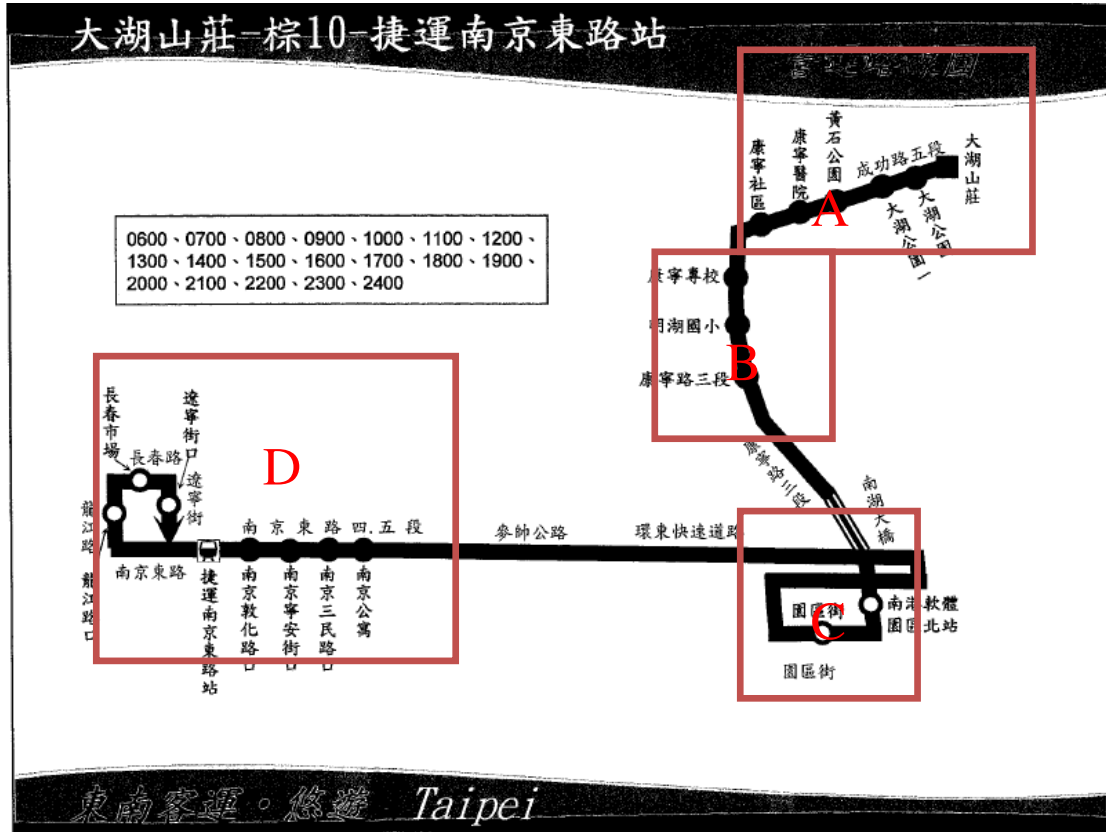 大湖山莊-棕10-捷運南京東路站
大湖山莊
成功路五段
大湖公園
大湖公園一
黃石公園
康寧醫院
康寧社區
A
0600、0700、0800、0900、1000、1100、1200、
1300、1400、1500、1600、1700、1800、1900、
2000、2100、2200、2300、2400
康寧專校
明湖國小
康寧路三段
B
康寧路三段
南湖大橋
長春市場
遼寧街口
長春路
遼寧街
D
龍江路
龍江路口
南京東路
南京東路四.五段
麥帥公路
環東快速道路
捷運南京東路站
南京敦化路口
南京寧安街口
南京三民路口
南京公寓
園區街
C
南港軟體
園區北站
園區街
東南客運·悠遊 Taipei